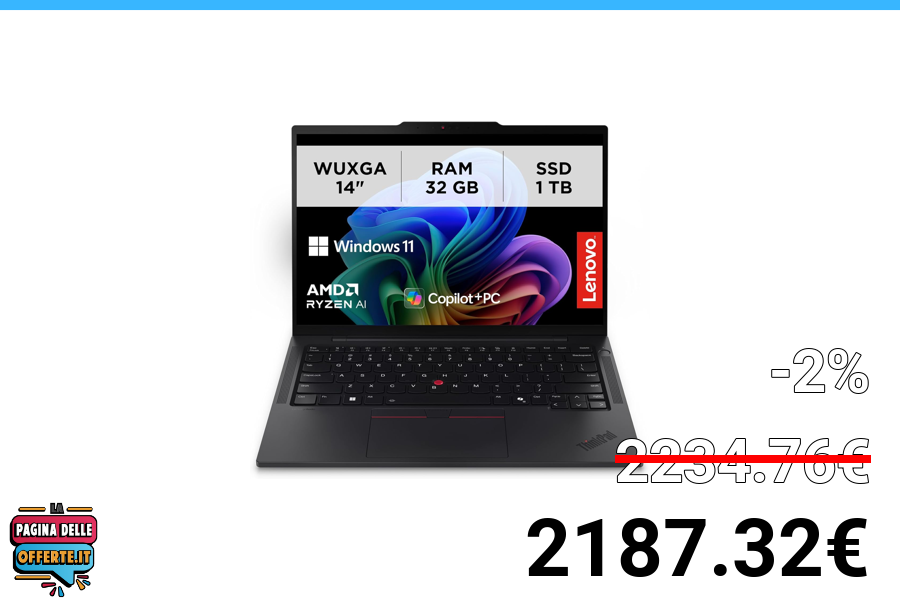 WUXGA
14"
RAM
32 GB
SSD
1 TB
Windows 11
Lenovo
AMD
RYZEN AI
Copilot+PC
ThinkPad
-2%
2234.76€
2187.32€
LA
PAGINA DELLE
OFFERTE.IT